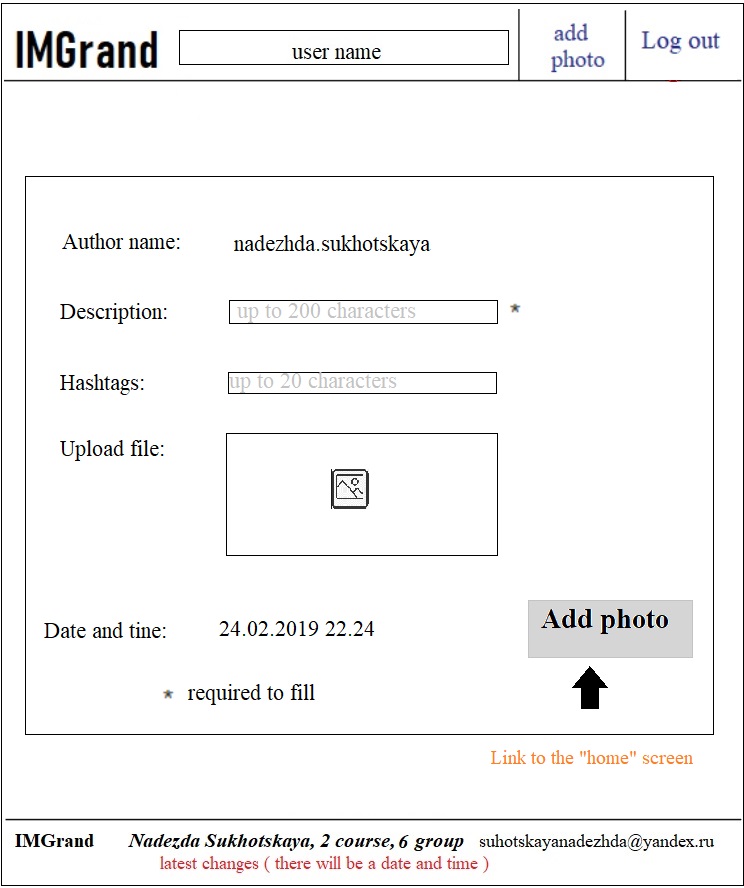 IMGrand
user name
add
photo
Log out
Author name:
nadezhda.sukhotskaya
Description:
up to 200 characters
*
Hashtags:
up to 20 characters
Upload file:
Date and tine:
24.02.2019 22.24
Add photo
* required to fill
Link to the "home" screen
IMGrand
Nadezda Sukhotskaya, 2 course, 6 group
suhotskayanadezhda@yandex.ru
latest changes ( there will be a date and time )